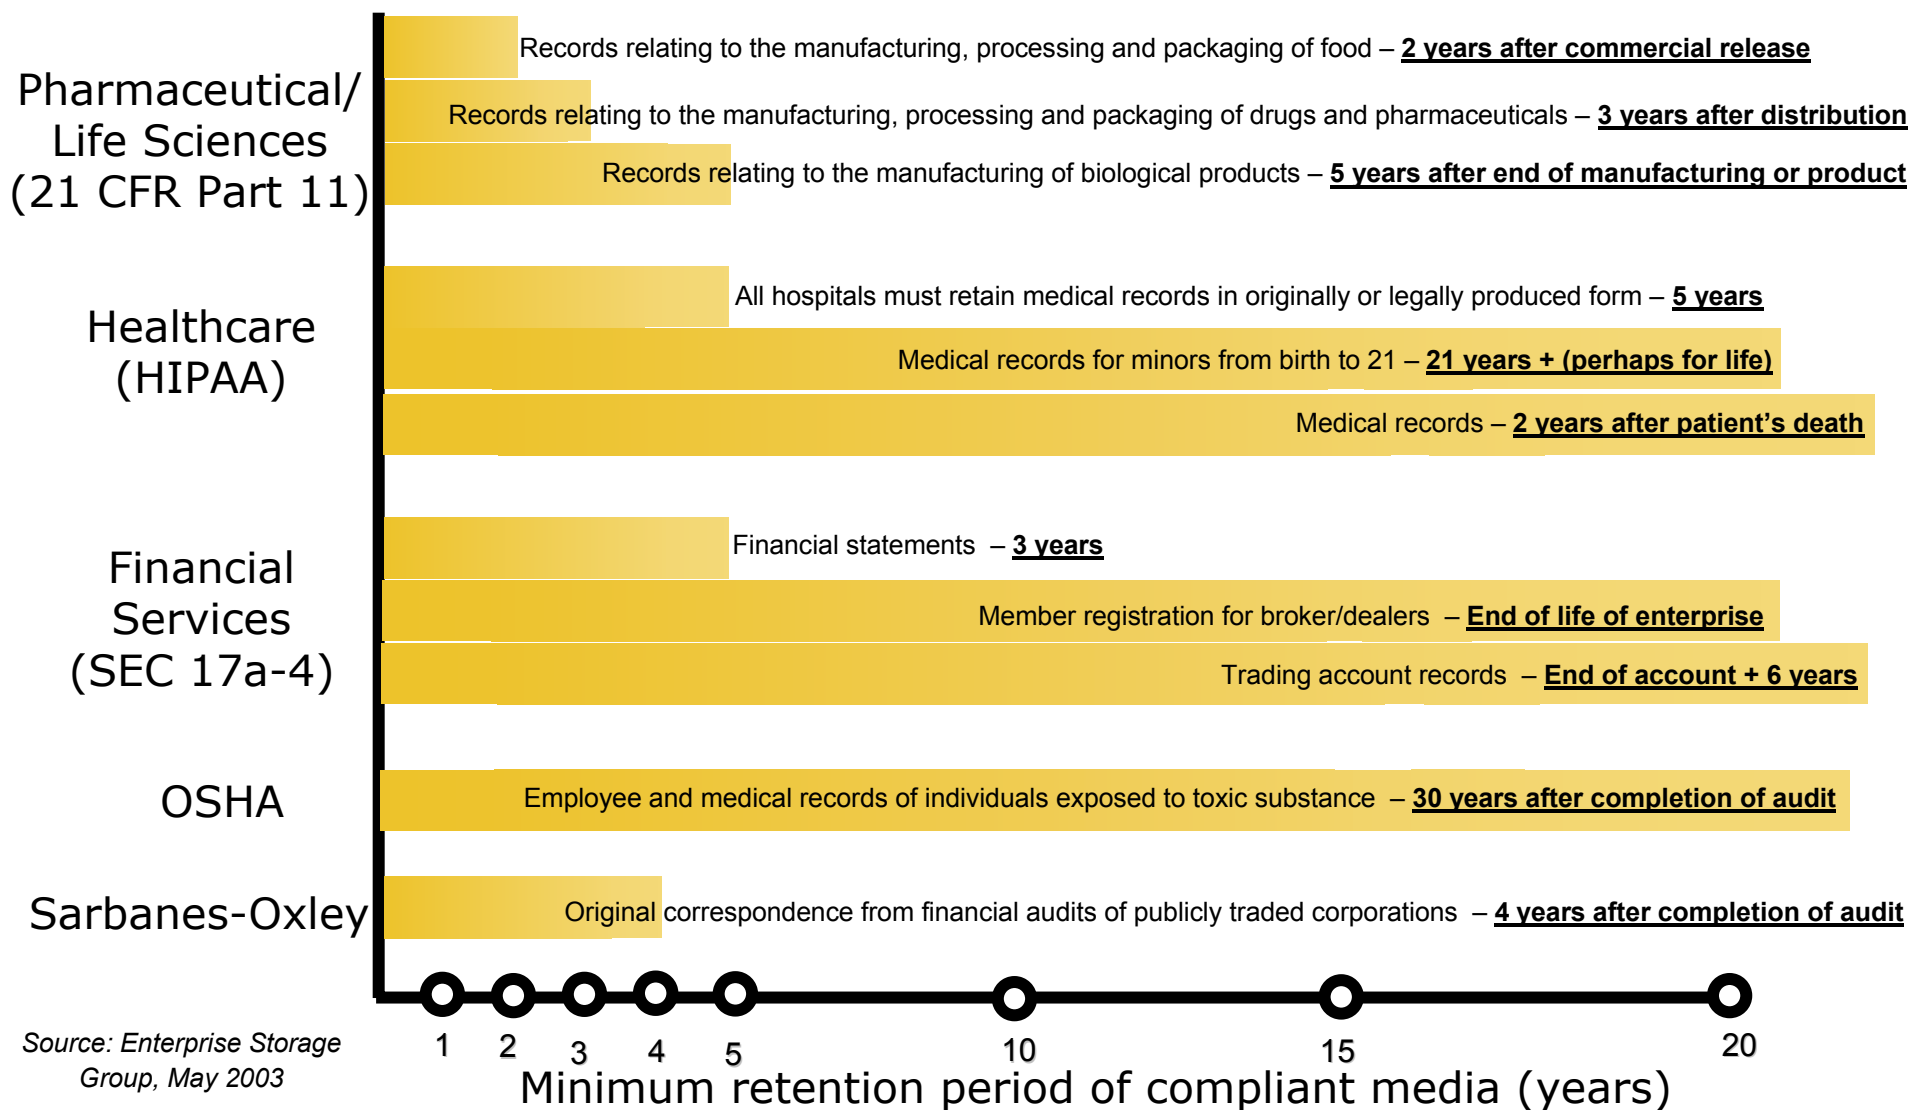 Pharmaceutical/
Life Sciences
(21 CFR Part 11)
Records relating to the manufacturing, processing and packaging of food – 2 years after commercial release
Records relating to the manufacturing, processing and packaging of drugs and pharmaceuticals – 3 years after distribution
Records relating to the manufacturing of biological products – 5 years after end of manufacturing or product
Healthcare
(HIPAA)
All hospitals must retain medical records in originally or legally produced form – 5 years
Medical records for minors from birth to 21 – 21 years + (perhaps for life)
Medical records – 2 years after patient’s death
Financial
Services
(SEC 17a-4)
Financial statements – 3 years
Member registration for broker/dealers – End of life of enterprise
Trading account records – End of account + 6 years
OSHA
Employee and medical records of individuals exposed to toxic substance – 30 years after completion of audit
Sarbanes-Oxley
Original correspondence from financial audits of publicly traded corporations – 4 years after completion of audit
1 2 3 4 5 10 15 20
Minimum retention period of compliant media (years)
Source: Enterprise Storage
Group, May 2003